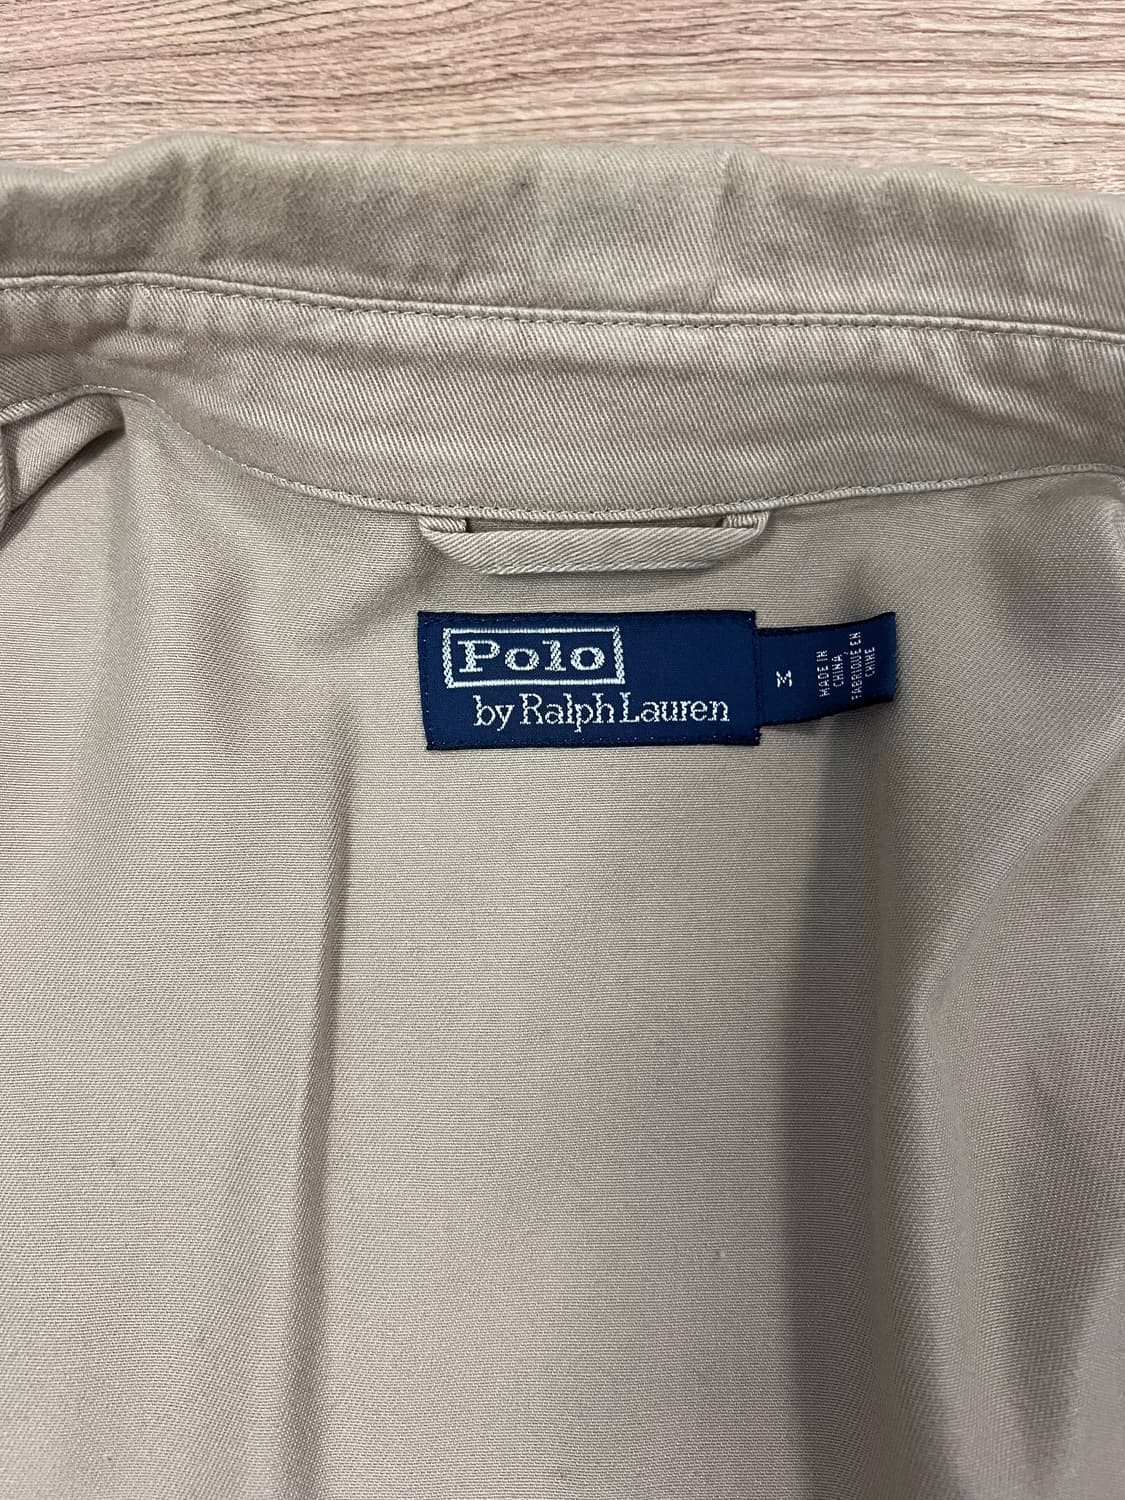 Polo
by Ralph Lauren
M
MADE IN
CHINA
FABRIQUÉ EN
CHINE